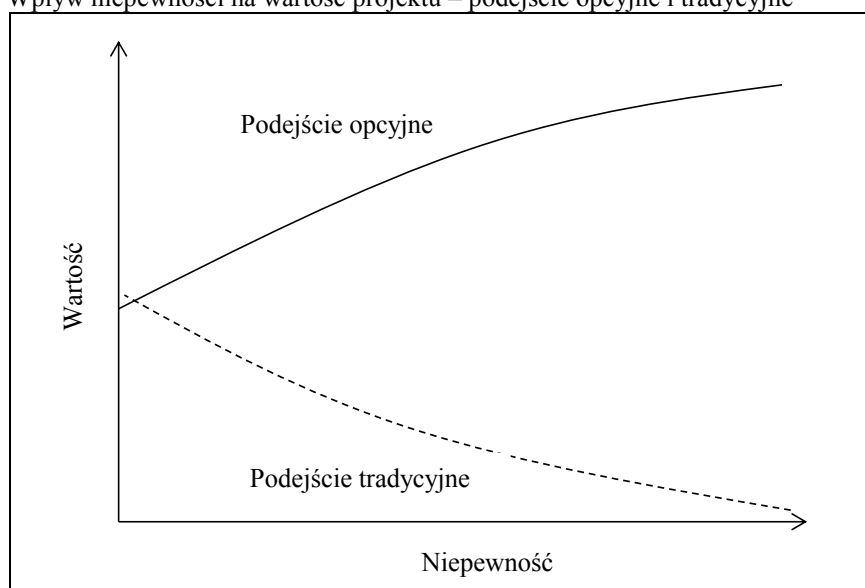 Wpływ niepewności na wartość projektu – podejście opcyjne i tradycyjne
Podejście opcyjne
Wartość
Podejście tradycyjne
Niepewność